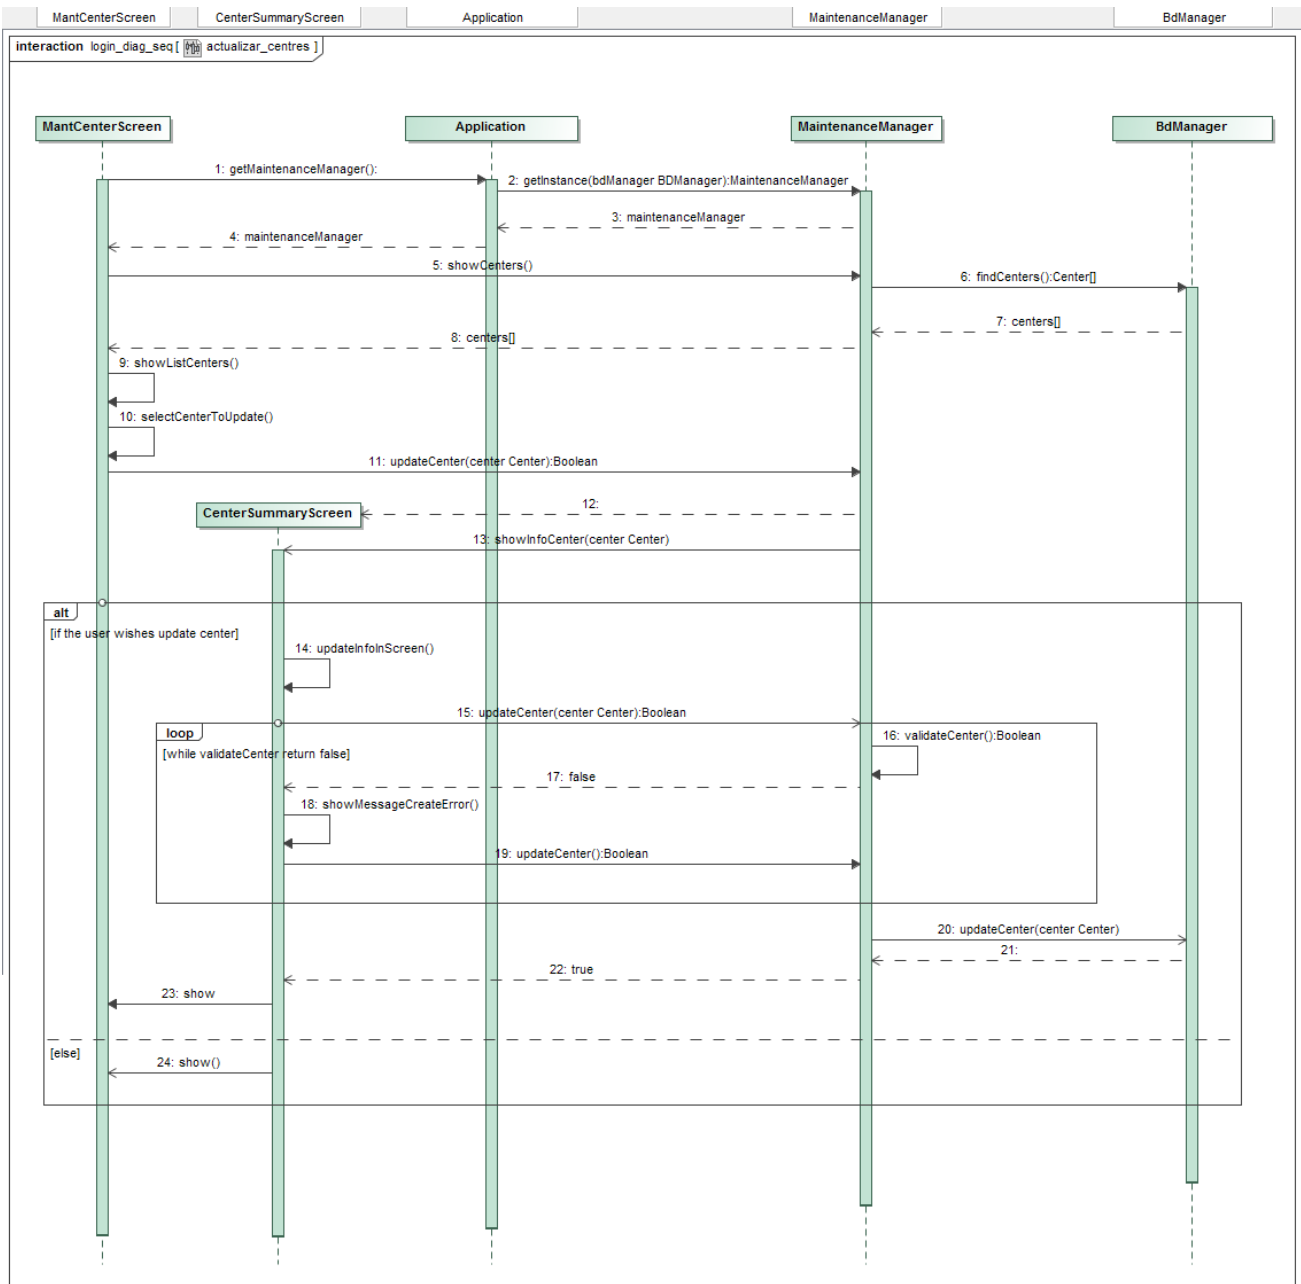 MantCenterScreen
CenterSummaryScreen
Application
MaintenanceManager
BdManager
interaction login_diag_seq [ actualizar_centres ]
MantCenterScreen
Application
MaintenanceManager
BdManager
1: getMaintenanceManager():
2: getInstance(bdManager BDManager):MaintenanceManager
3: maintenanceManager
4: maintenanceManager
5: showCenters()
6: findCenters():Center[]
7: centers[]
8: centers[]
9: showListCenters()
10: selectCenterToUpdate()
11: updateCenter(center Center):Boolean
12:
CenterSummaryScreen
13: showInfoCenter(center Center)
alt
[if the user wishes update center]
14: updateInfoInScreen()
15: updateCenter(center Center):Boolean
loop
16: validateCenter():Boolean
[while validateCenter return false]
17: false
18: showMessageCreateError()
19: updateCenter():Boolean
20: updateCenter(center Center)
21:
22: true
23: show
[else]
24: show()